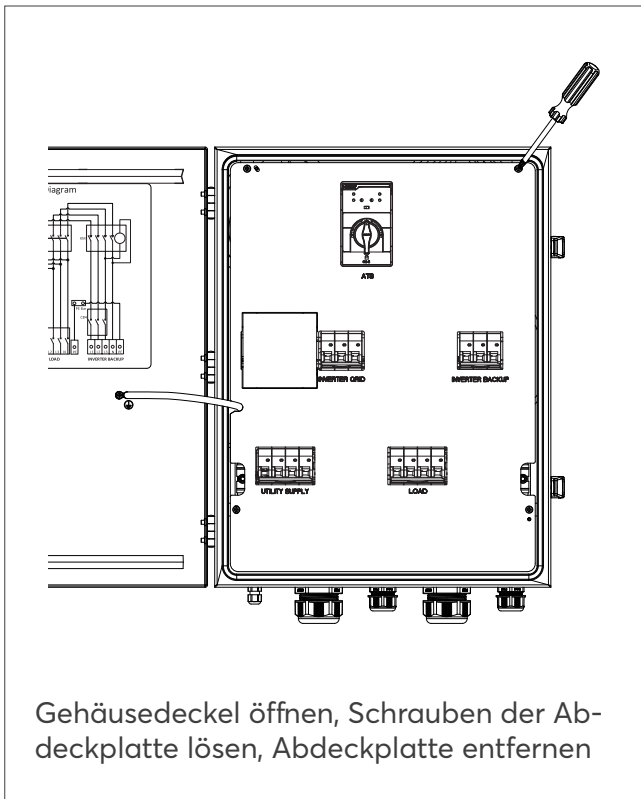 Diagram
LOAD
INVERTER BACKUP
ATS
INVERTER GRID
INVERTER BACKUP
UTILITY SUPPLY
LOAD
Gehäusedeckel öffnen, Schrauben der Ab-
deckplatte lösen, Abdeckplatte entfernen